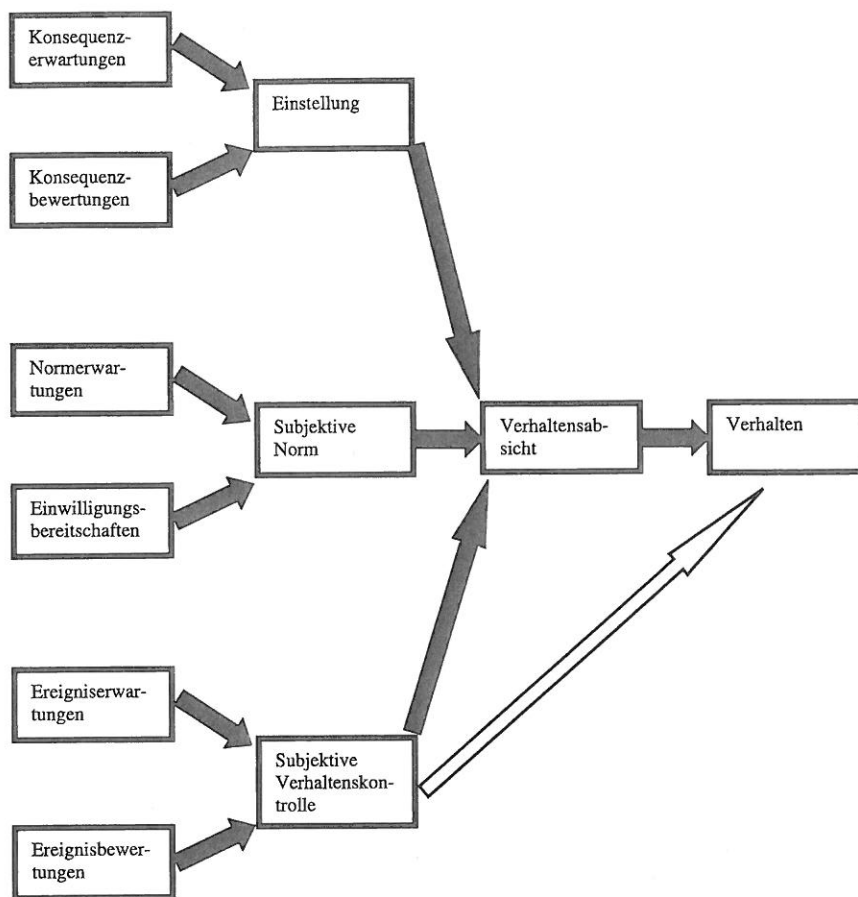 Konsequenz-
erwartungen
Einstellung
Konsequenz-
bewertungen
Normerwar-
tungen
Subjektive
Norm
Verhaltensab-
sicht
Verhalten
Einwilligungs-
bereitschaften
Ereigniserwar-
tungen
Subjektive
Verhaltenskon-
trolle
Ereignisbewer-
tungen